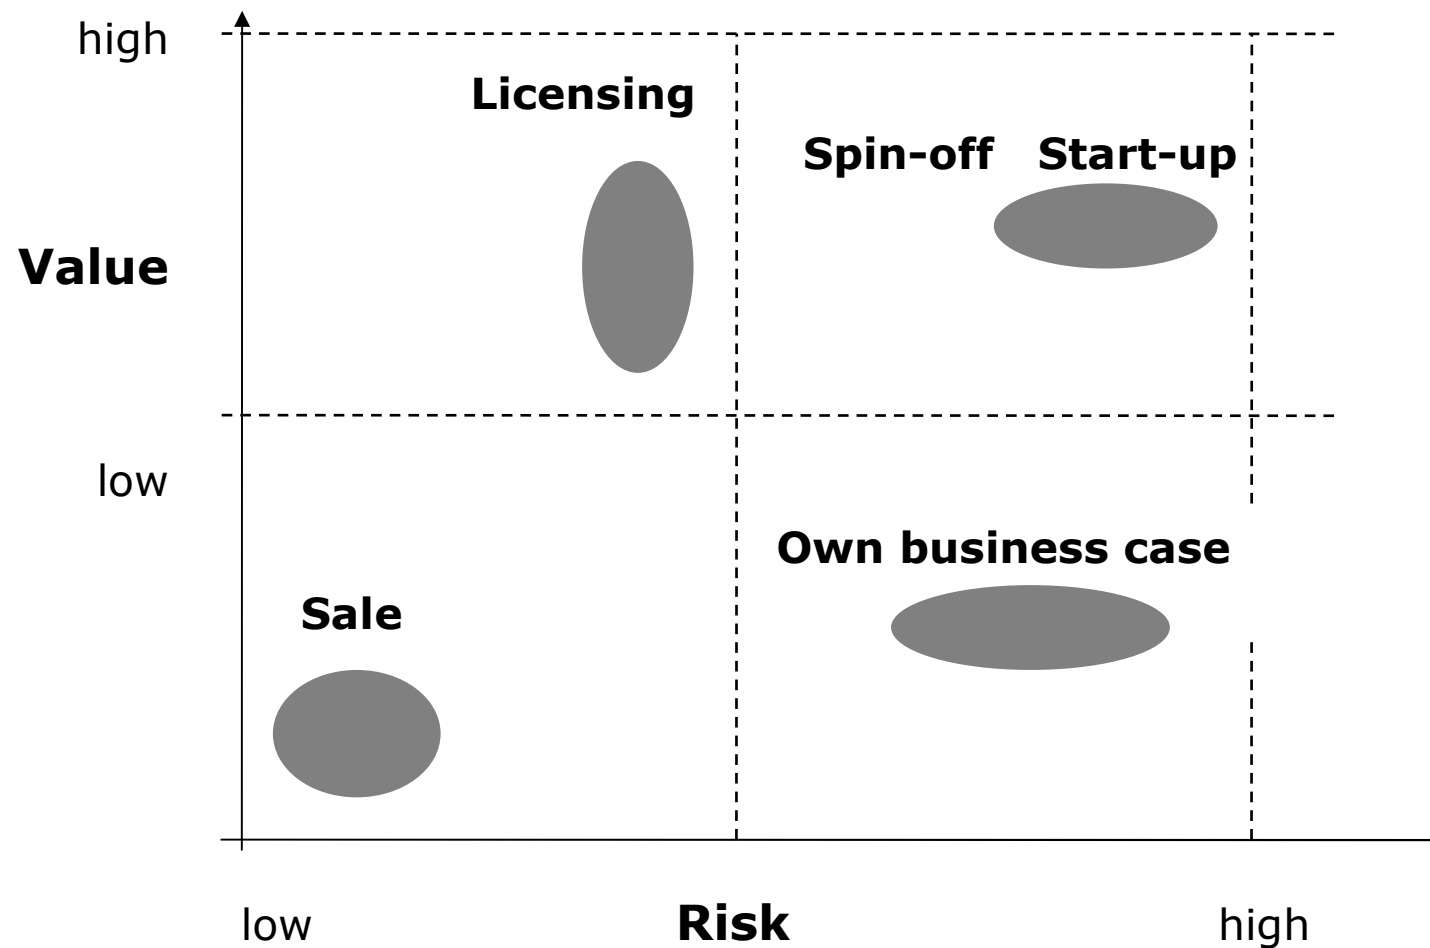 high
Licensing
Spin-off Start-up
Value
low
Own business case
Sale
low Risk high